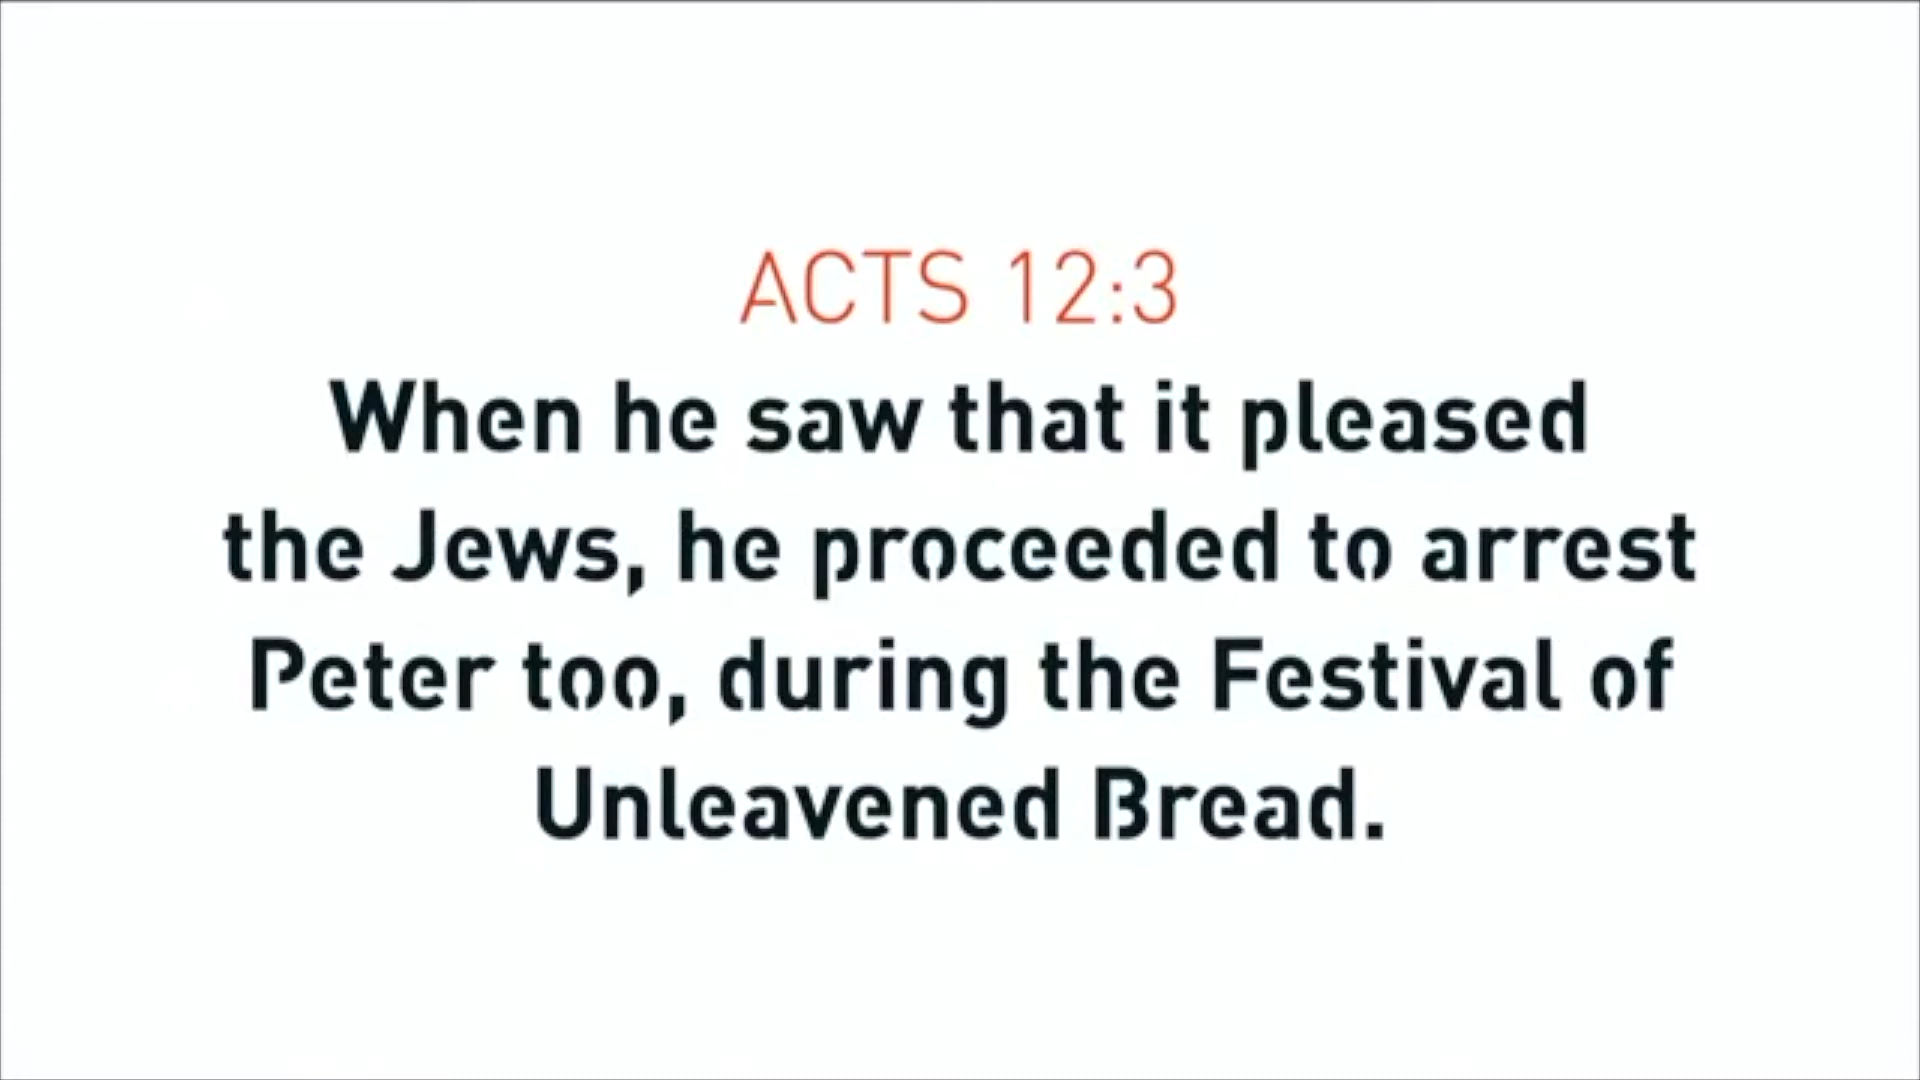 ACTS 12:3
When he saw that it pleased
the Jews, he proceeded to arrest
Peter too, during the Festival of
Unleavened Bread.